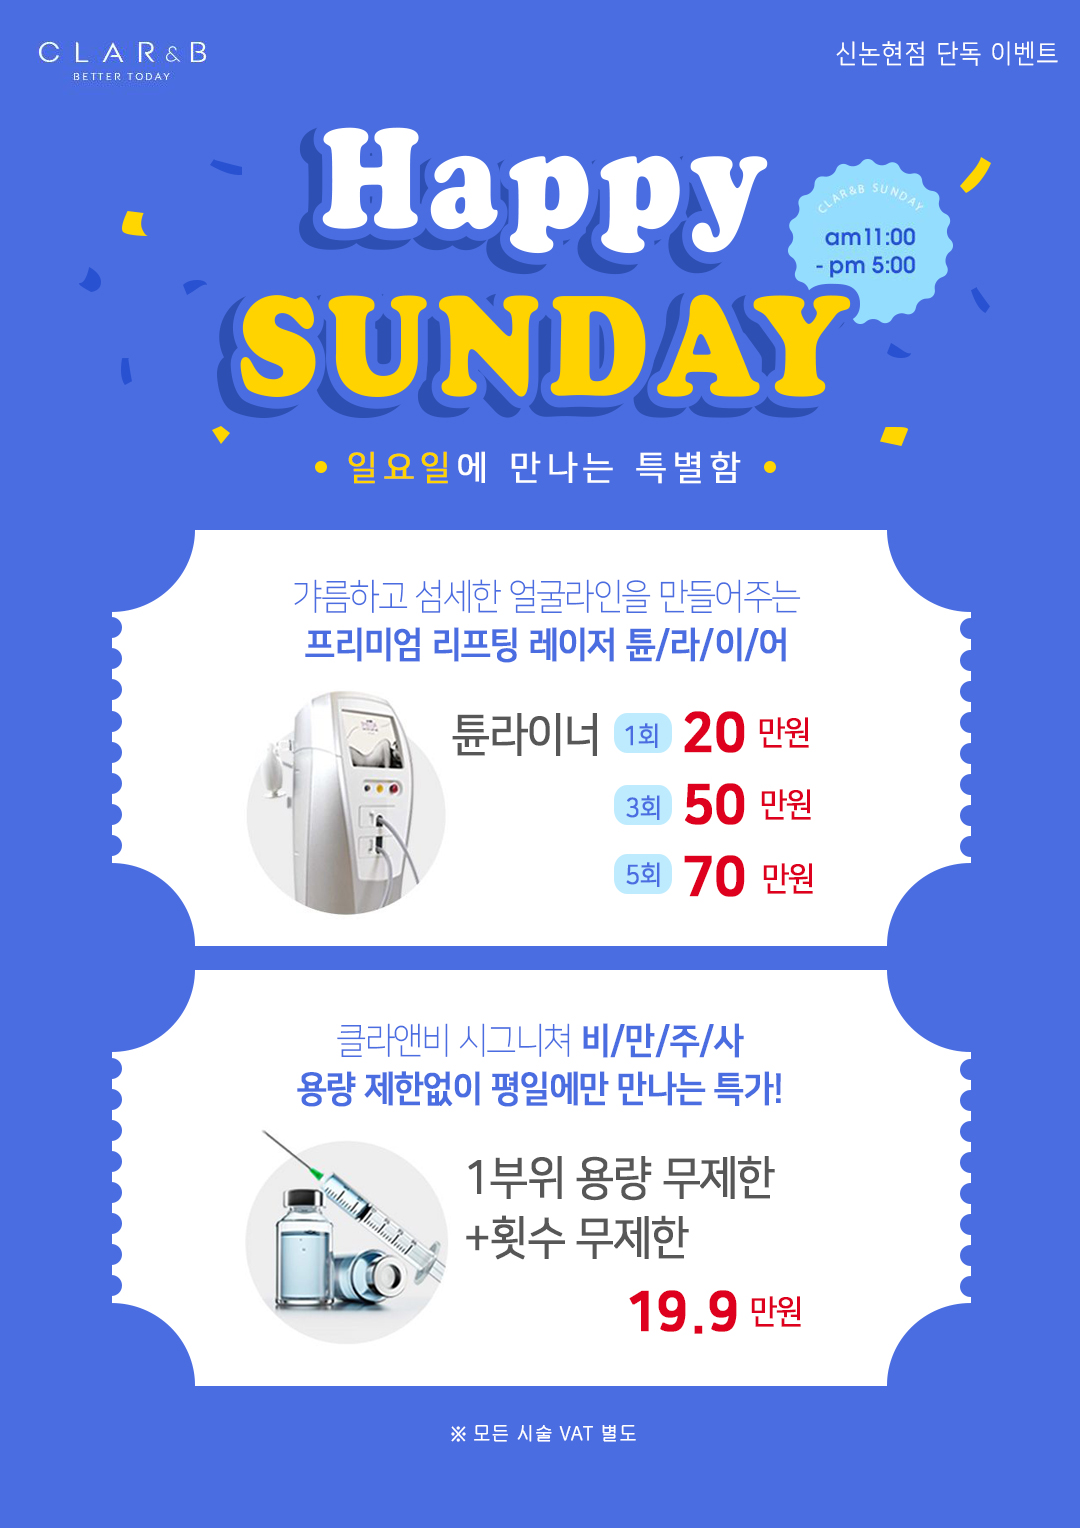 CLAR&B
BETTER TODAY
신논현점 단독 이벤트
Happy
CLAR&B SUNDAY
am11:00
- pm 5:00
SUNDAY
• 일요일에 만나는 특별함 •
갸름하고 섬세한 얼굴라인을 만들어주는
프리미엄 리프팅 레이저 튠/라/이/어
튠라이너 1회 20 만원
3회 50 만원
5회 70 만원
클라앤비 시그니쳐 비/만/주/사
용량 제한없이 평일에만 만나는 특가!
1부위 용량 무제한
+횟수 무제한
19.9 만원
※ 모든 시술 VAT 별도